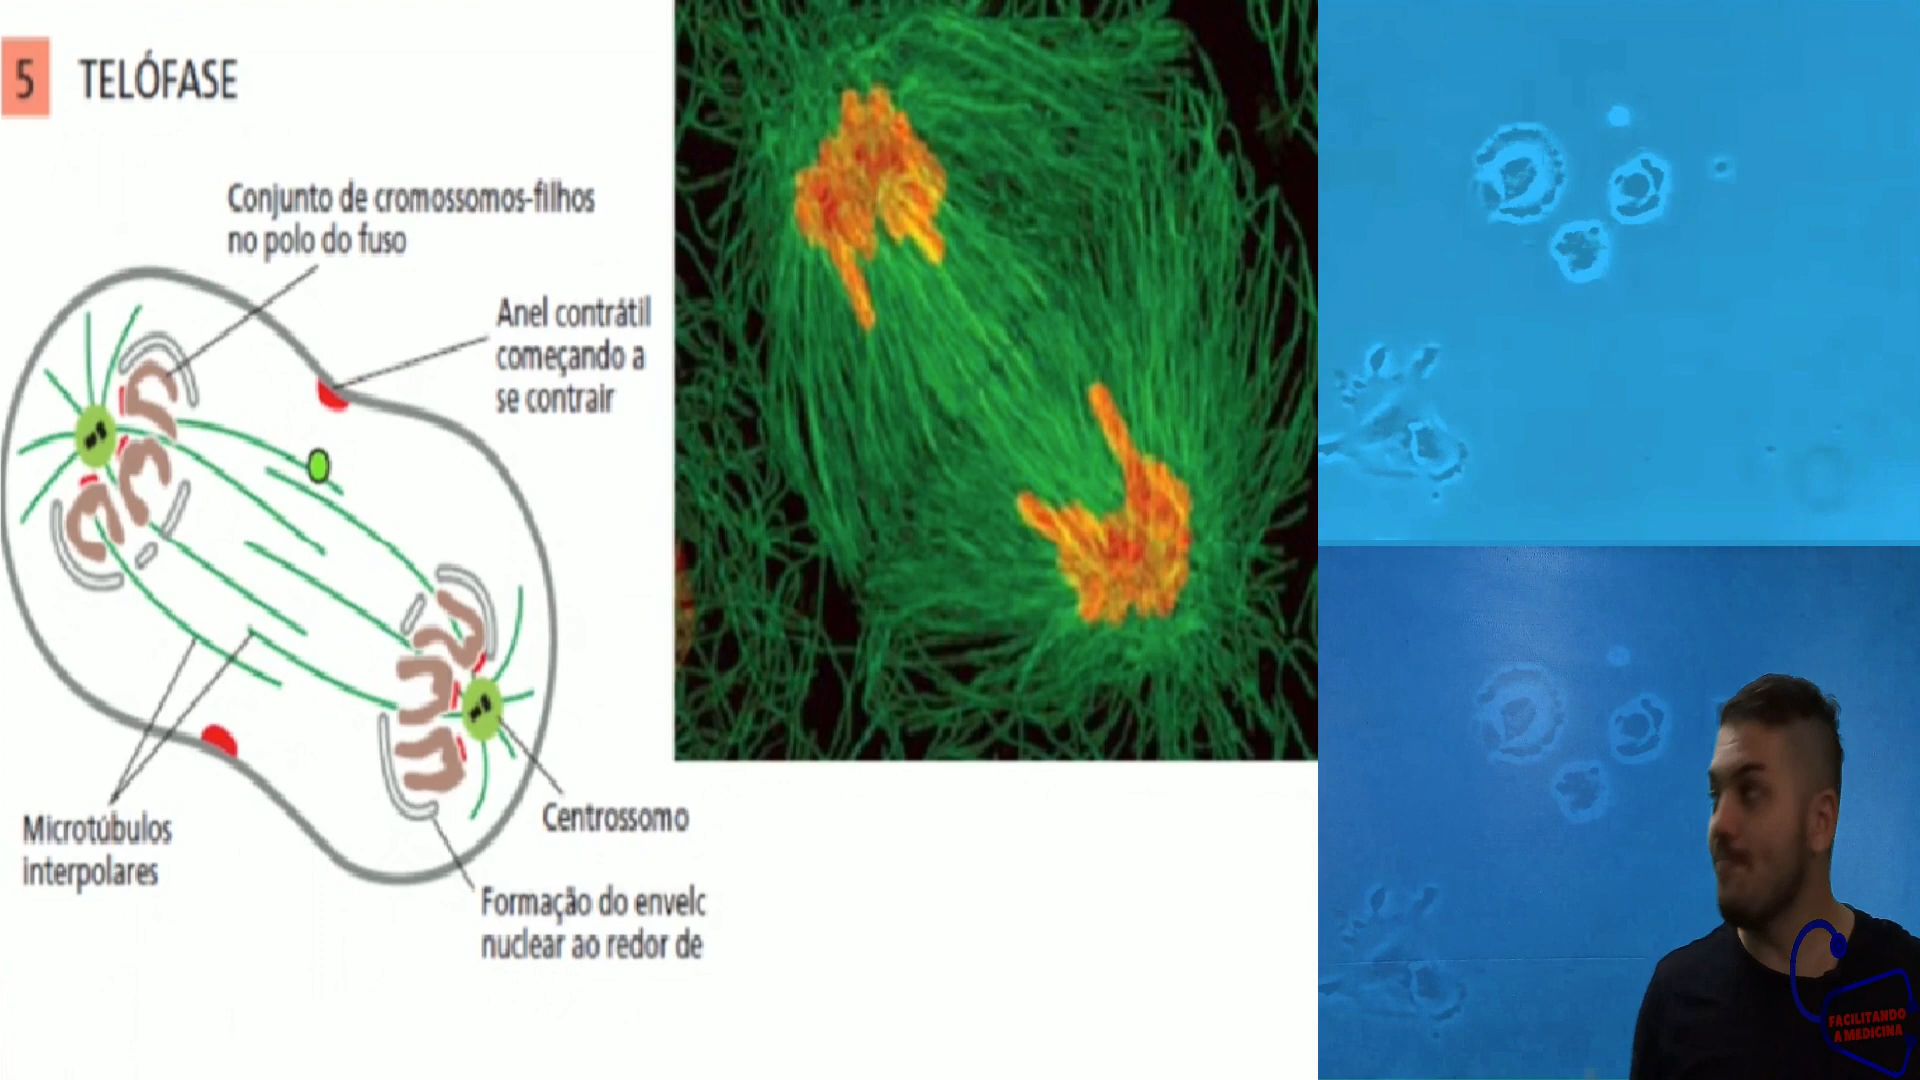 5 TELÓFASE
Conjunto de cromossomos-filhos
no polo do fuso
Anel contrátil
começando a
se contrair
Microtúbulos
interpolares
Centrossomo
Formação do envelc
nuclear ao redor de
FACILITANDO
A MEDICINA